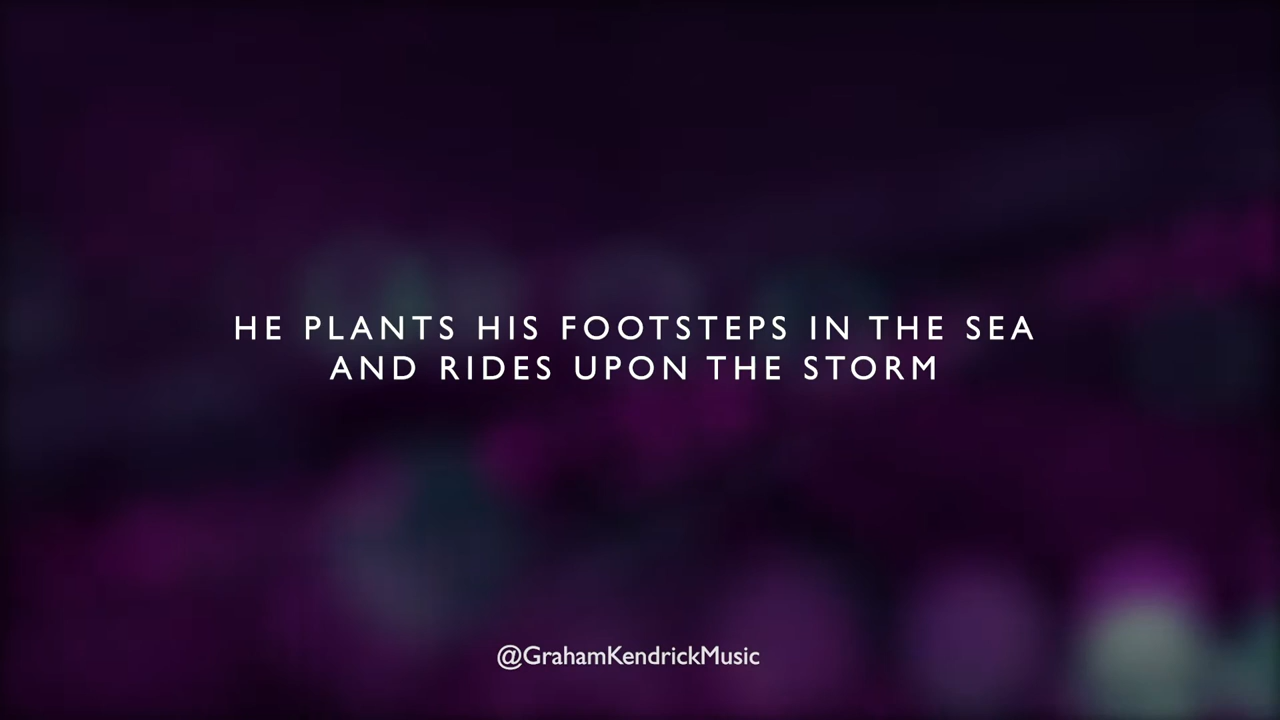 HE PLANTS HIS FOOTSTEPS IN THE SEA
AND RIDES UPON THE STORM
@GrahamKendrickMusic